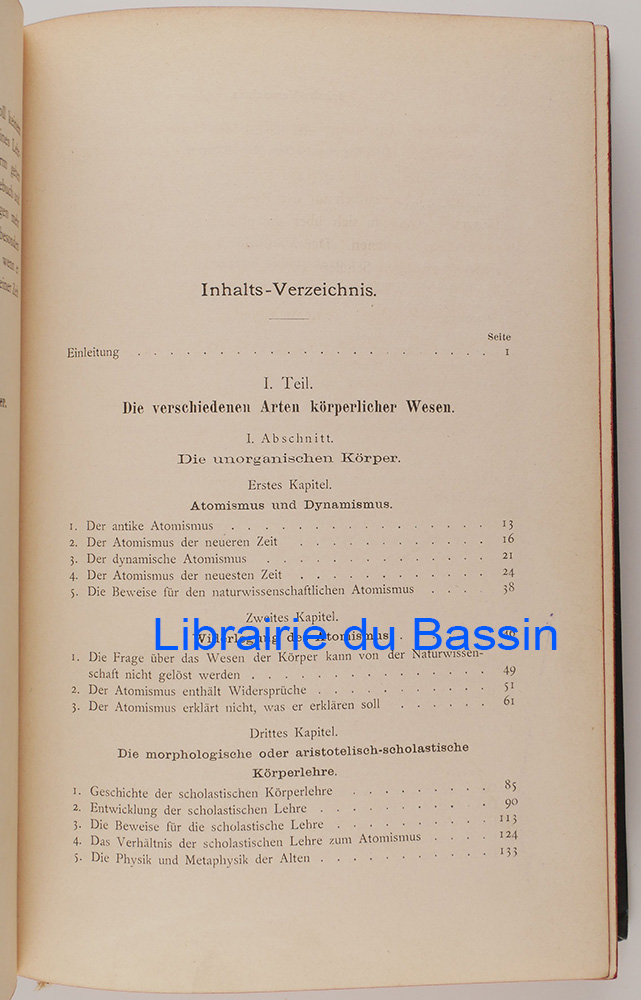 oll
Inhalts-Verzeichnis.
Seite
Einleitung . . . . . . . . . . . . . . . . . . . . . 1
I. Teil.
Die verschiedenen Arten körperlicher Wesen.
I. Abschnitt.
Die unorganischen Körper.
Erstes Kapitel.
Atomismus und Dynamismus.
1. Der antike Atomismus . . . . . . . . . . . . . . . 13
2. Der Atomismus der neueren Zeit . . . . . . . . . . . . 16
3. Der dynamische Atomismus . . . . . . . . . . . . . 21
4. Der Atomismus der neuesten Zeit . . . . . . . . . . . . 24
5. Die Beweise für den naturwissenschaftlichen Atomismus . . . . 38
Zweites Kapitel.
Librairie du Bassin
Widerlegung des Atomismus
1. Die Frage über das Wesen der Körper kann von der Naturwissen-
schaft nicht gelöst werden . . . . . . . . . . . . . . 49
2. Der Atomismus enthält Widersprüche . . . . . . . . . . 51
3. Der Atomismus erklärt nicht, was er erklären soll . . . . . . 61
Drittes Kapitel.
Die morphologische oder aristotelisch-scholastische
Körperlehre.
1. Geschichte der scholastischen Körperlehre . . . . . . . . . 85
2. Entwicklung der scholastischen Lehre . . . . . . . . . . 90
3. Die Beweise für die scholastische Lehre . . . . . . . . . 113
4. Das Verhältnis der scholastischen Lehre zum Atomismus . . . . 124
5. Die Physik und Metaphysik der Alten . . . . . . . . . . 133